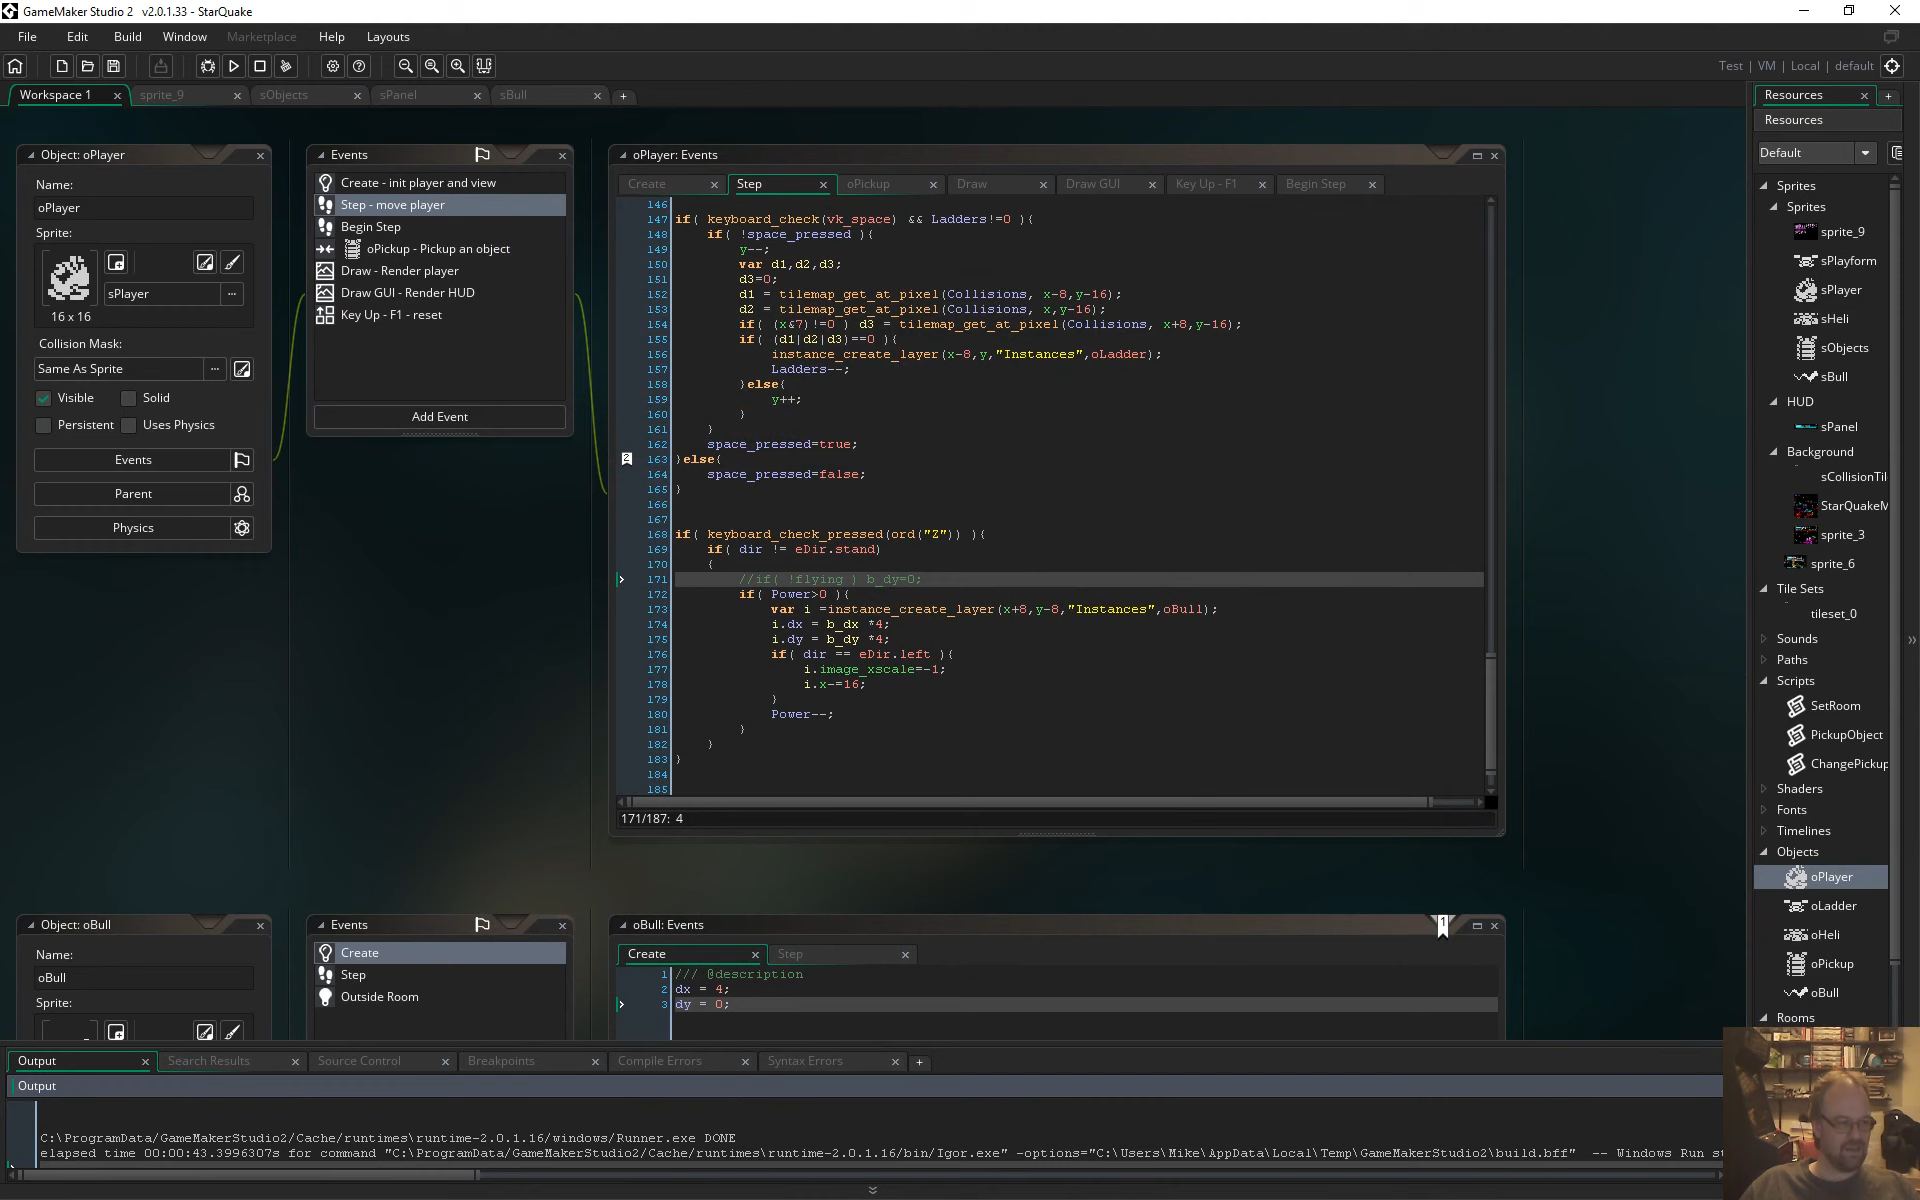 GameMaker Studio 2 v2.0.1.33 - StarQuake
File Edit Build Window Marketplace Help Layouts
Test | VM | Local | default
Workspace 1 sprite_9 sObjects sPanel sBull
Object: oPlayer
Name:
oPlayer
Sprite:
sPlayer
16 x 16
Collision Mask:
Same As Sprite
Visible Solid
Persistent Uses Physics
Events
Parent
Physics
Events
Create - init player and view
Step - move player
Begin Step
oPickup - Pickup an object
Draw - Render player
Draw GUI - Render HUD
Key Up - F1 - reset
Add Event
oPlayer: Events
Create Step oPickup Draw Draw GUI Key Up - F1 Begin Step
146
147 if( keyboard_check(vk_space) && Ladders!=0 ){
148 if( !space_pressed ){
149 y--;
150 var d1,d2,d3;
151 d3=0;
152 d1 = tilemap_get_at_pixel(Collisions, x-8,y-16);
153 d2 = tilemap_get_at_pixel(Collisions, x,y-16);
154 if( (x&7)!=0 ) d3 = tilemap_get_at_pixel(Collisions, x+8,y-16);
155 if( (d1|d2|d3)==0 ){
156 instance_create_layer(x-8,y,"Instances",oLadder);
157 Ladders--;
158 }else{
159 y++;
160 }
161 }
162 space_pressed=true;
2 163 }else{
164 space_pressed=false;
165 }
166
167
168 if( keyboard_check_pressed(ord("Z")) ){
169 if( dir != eDir.stand)
170 {
171 //if( !flying ) b_dy=0;
172 if( Power>0 ){
173 var i =instance_create_layer(x+8,y-8,"Instances",oBull);
174 i.dx = b_dx *4;
175 i.dy = b_dy *4;
176 if( dir == eDir.left ){
177 i.image_xscale=-1;
178 i.x-=16;
179 }
180 Power--;
181 }
182 }
183 }
184
185
171/187: 4
Object: oBull
Name:
oBull
Sprite:
Events
Create
Step
Outside Room
oBull: Events
1
Create Step
1 /// @description
2 dx = 4;
3 dy = 0;
Resources
Resources
Default
Sprites
Sprites
sprite_9
sPlayform
sPlayer
sHeli
sObjects
sBull
HUD
sPanel
Background
sCollisionTil
StarQuakeM
sprite_3
sprite_6
Tile Sets
tileset_0
Sounds
Paths
Scripts
SetRoom
PickupObject
ChangePickup
Shaders
Fonts
Timelines
Objects
oPlayer
oLadder
oHeli
oPickup
oBull
Rooms
Output Search Results Source Control Breakpoints Compile Errors Syntax Errors
Output
C:\ProgramData/GameMakerStudio2/Cache/runtimes\runtime-2.0.1.16/windows/Runner.exe DONE
elapsed time 00:00:43.3996307s for command "C:\ProgramData/GameMakerStudio2/Cache/runtimes\runtime-2.0.1.16/bin/Igor.exe" -options="C:\Users\Mike\AppData\Local\Temp\GameMakerStudio2\build.bff" -- Windows Run st